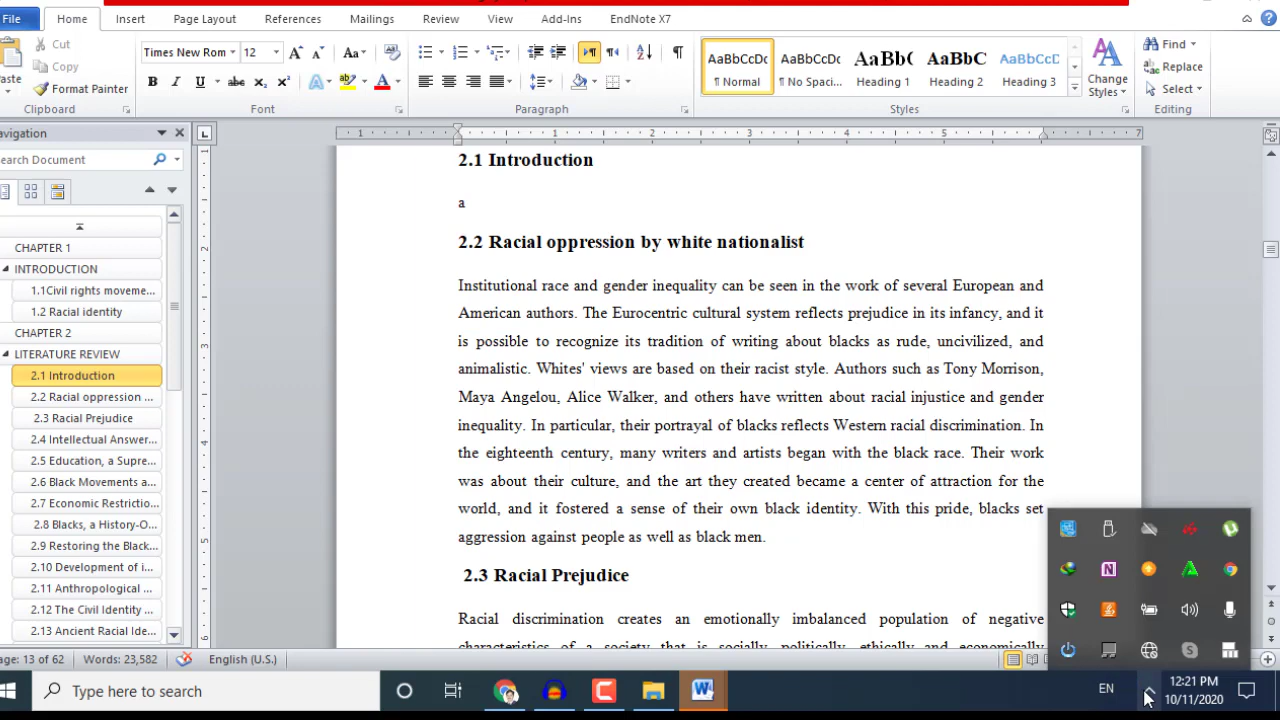 File Home Insert Page Layout References Mailings Review View Add-Ins EndNote X7
Cut
Copy
Paste
Format Painter
Clipboard
Times New Rom 12
Font
Paragraph
AaBbCcDc AaBbCcDc AaBb( AaBbC AaBbCcD
¶ Normal ¶ No Spaci... Heading 1 Heading 2 Heading 3
Change Styles
Styles
Find
Replace
Select
Editing
avigation
earch Document
CHAPTER 1
INTRODUCTION
1.1Civil rights moveme...
1.2 Racial identity
CHAPTER 2
LITERATURE REVIEW
2.1 Introduction
2.2 Racial oppression ...
2.3 Racial Prejudice
2.4 Intellectual Answer...
2.5 Education, a Supre...
2.6 Black Movements a...
2.7 Economic Restrictio...
2.8 Blacks, a History-O...
2.9 Restoring the Black...
2.10 Development of i...
2.11 Anthropological ...
2.12 The Civil Identity ...
2.13 Ancient Racial Ide...
2.1 Introduction
a
2.2 Racial oppression by white nationalist
Institutional race and gender inequality can be seen in the work of several European and
American authors. The Eurocentric cultural system reflects prejudice in its infancy, and it
is possible to recognize its tradition of writing about blacks as rude, uncivilized, and
animalistic. Whites' views are based on their racist style. Authors such as Tony Morrison,
Maya Angelou, Alice Walker, and others have written about racial injustice and gender
inequality. In particular, their portrayal of blacks reflects Western racial discrimination. In
the eighteenth century, many writers and artists began with the black race. Their work
was about their culture, and the art they created became a center of attraction for the
world, and it fostered a sense of their own black identity. With this pride, blacks set
aggression against people as well as black men.
2.3 Racial Prejudice
Racial discrimination creates an emotionally imbalanced population of negative
characteristics of a society that is socially, politically, ethically and economically
age: 13 of 62 Words: 23,582 English (U.S.)
Type here to search
EN
12:21 PM
10/11/2020